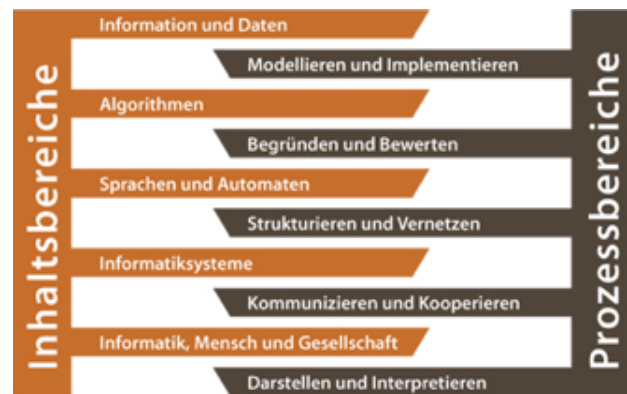 Inhaltsbereiche
Information und Daten
Modellieren und Implementieren
Algorithmen
Begründen und Bewerten
Sprachen und Automaten
Strukturieren und Vernetzen
Informatiksysteme
Kommunizieren und Kooperieren
Informatik, Mensch und Gesellschaft
Darstellen und Interpretieren
Prozessbereiche